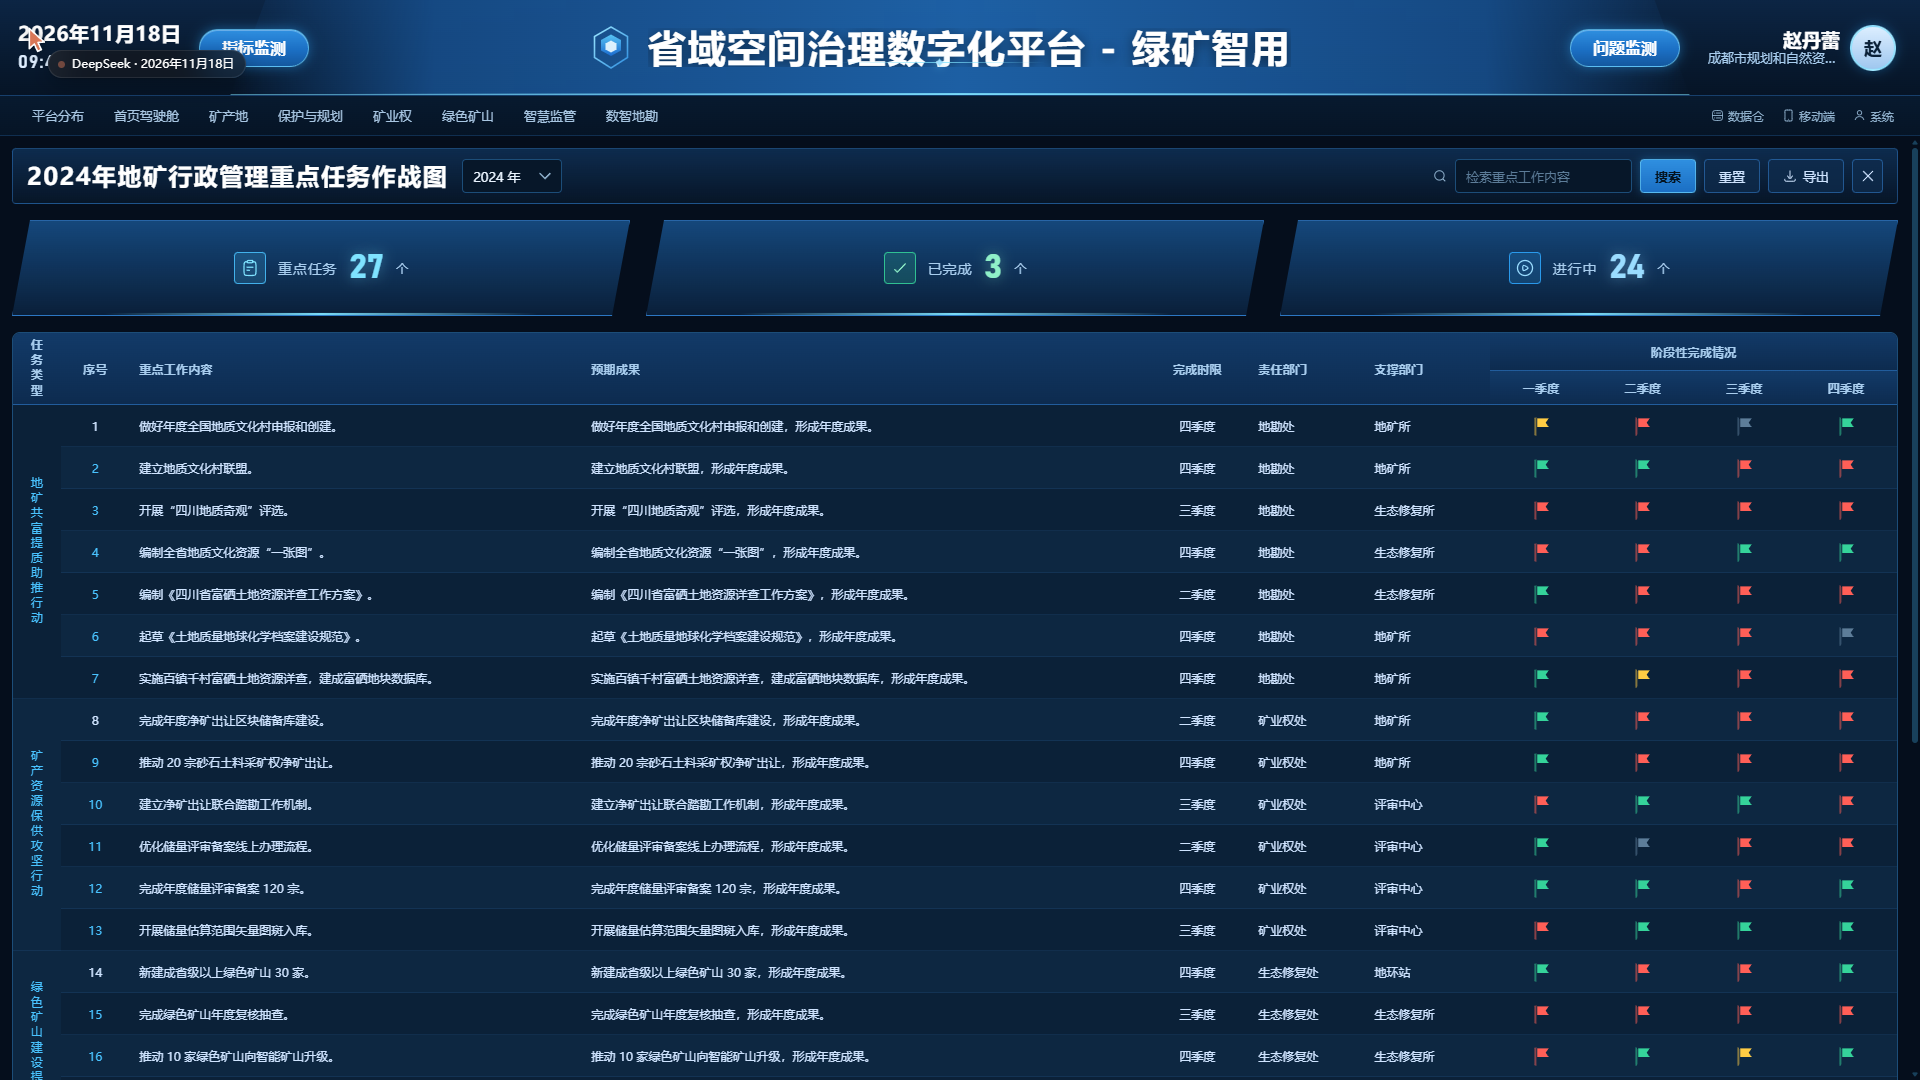 2026年11月18日
09:4
DeepSeek · 2026年11月18日
指标监测
省域空间治理数字化平台 - 绿矿智用
问题监测
赵丹蕾
成都市规划和自然资...
赵
平台分布 首页驾驶舱 矿产地 保护与规划 矿业权 绿色矿山 智慧监管 数智地勘
数据仓 移动端 系统
2024年地矿行政管理重点任务作战图 2024 年
检索重点工作内容 搜索 重置 导出
重点任务 27 个
已完成 3 个
进行中 24 个
任务类型 序号 重点工作内容 预期成果 完成时限 责任部门 支撑部门 阶段性完成情况
一季度 二季度 三季度 四季度
地矿共富提质助推行动
1 做好年度全国地质文化村申报和创建。 做好年度全国地质文化村申报和创建，形成年度成果。 四季度 地勘处 地矿所
2 建立地质文化村联盟。 建立地质文化村联盟，形成年度成果。 四季度 地勘处 地矿所
3 开展“四川地质奇观”评选。 开展“四川地质奇观”评选，形成年度成果。 三季度 地勘处 生态修复所
4 编制全省地质文化资源“一张图”。 编制全省地质文化资源“一张图”，形成年度成果。 四季度 地勘处 生态修复所
5 编制《四川省富硒土地资源详查工作方案》。 编制《四川省富硒土地资源详查工作方案》，形成年度成果。 二季度 地勘处 生态修复所
6 起草《土地质量地球化学档案建设规范》。 起草《土地质量地球化学档案建设规范》，形成年度成果。 四季度 地勘处 地矿所
7 实施百镇千村富硒土地资源详查，建成富硒地块数据库。 实施百镇千村富硒土地资源详查，建成富硒地块数据库，形成年度成果。 四季度 地勘处 地矿所
矿产资源保供攻坚行动
8 完成年度净矿出让区块储备库建设。 完成年度净矿出让区块储备库建设，形成年度成果。 二季度 矿业权处 地矿所
9 推动 20 宗砂石土料采矿权净矿出让。 推动 20 宗砂石土料采矿权净矿出让，形成年度成果。 四季度 矿业权处 地矿所
10 建立净矿出让联合踏勘工作机制。 建立净矿出让联合踏勘工作机制，形成年度成果。 三季度 矿业权处 评审中心
11 优化储量评审备案线上办理流程。 优化储量评审备案线上办理流程，形成年度成果。 二季度 矿业权处 评审中心
12 完成年度储量评审备案 120 宗。 完成年度储量评审备案 120 宗，形成年度成果。 四季度 矿业权处 评审中心
13 开展储量估算范围矢量图斑入库。 开展储量估算范围矢量图斑入库，形成年度成果。 三季度 矿业权处 评审中心
绿色矿山建设提
14 新建成省级以上绿色矿山 30 家。 新建成省级以上绿色矿山 30 家，形成年度成果。 四季度 生态修复处 地环站
15 完成绿色矿山年度复核抽查。 完成绿色矿山年度复核抽查，形成年度成果。 三季度 生态修复处 生态修复所
16 推动 10 家绿色矿山向智能矿山升级。 推动 10 家绿色矿山向智能矿山升级，形成年度成果。 四季度 生态修复处 生态修复所